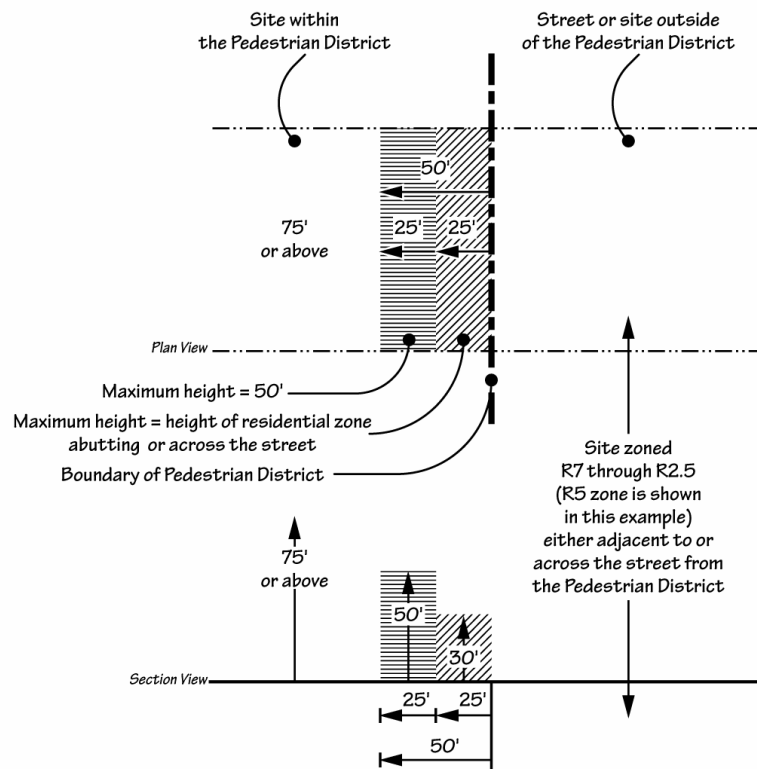 Site within
the Pedestrian District
Street or site outside
of the Pedestrian District
50'
75'
or above
25'
25'
Plan View
Maximum height = 50'
Maximum height = height of residential zone
abutting or across the street
Boundary of Pedestrian District
Site zoned
R7 through R2.5
(R5 zone is shown
in this example)
either adjacent to or
across the street from
the Pedestrian District
75'
or above
50'
30'
Section View
25'
25'
50'